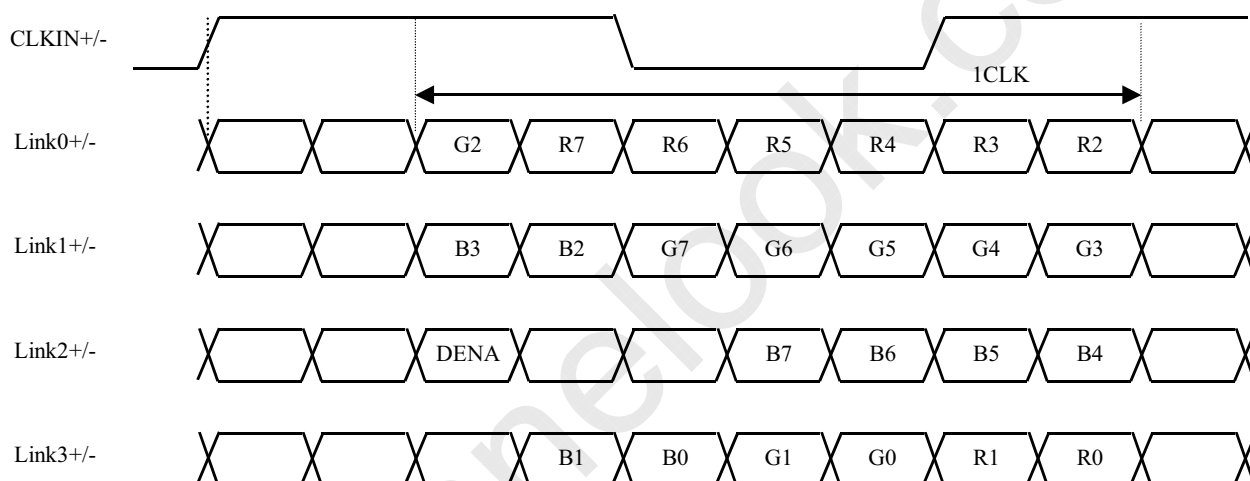 CLKIN+/-
1CLK
Link0+/- G2 R7 R6 R5 R4 R3 R2
Link1+/- B3 B2 G7 G6 G5 G4 G3
Link2+/- DENA B7 B6 B5 B4
Link3+/- B1 B0 G1 G0 R1 R0
nelook.c